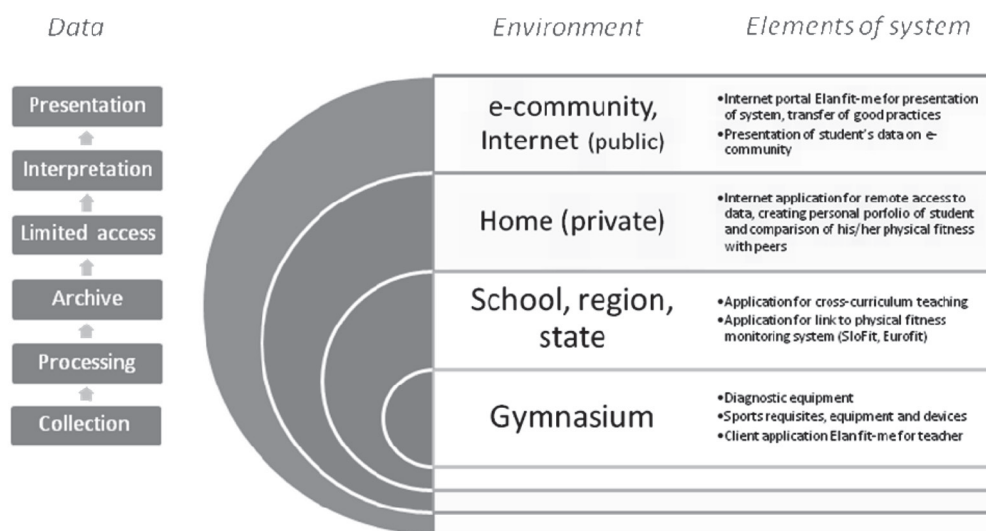 Data
Environment
Elements of system
Presentation
Interpretation
Limited access
Archive
Processing
Collection
e-community,
Internet (public)
•Internet portal Elanfit-me for presentation
of system, transfer of good practices
•Presentation of student's data on e-
community
Home (private)
•Internet application for remote access to
data, creating personal porfolio of student
and comparison of his/her physical fitness
with peers
School, region,
state
•Application for cross-curriculum teaching
•Application for link to physical fitness
monitoring system (SloFit, Eurofit)
Gymnasium
•Diagnostic equipment
•Sports requisites, equipment and devices
•Client application Elanfit-me for teacher